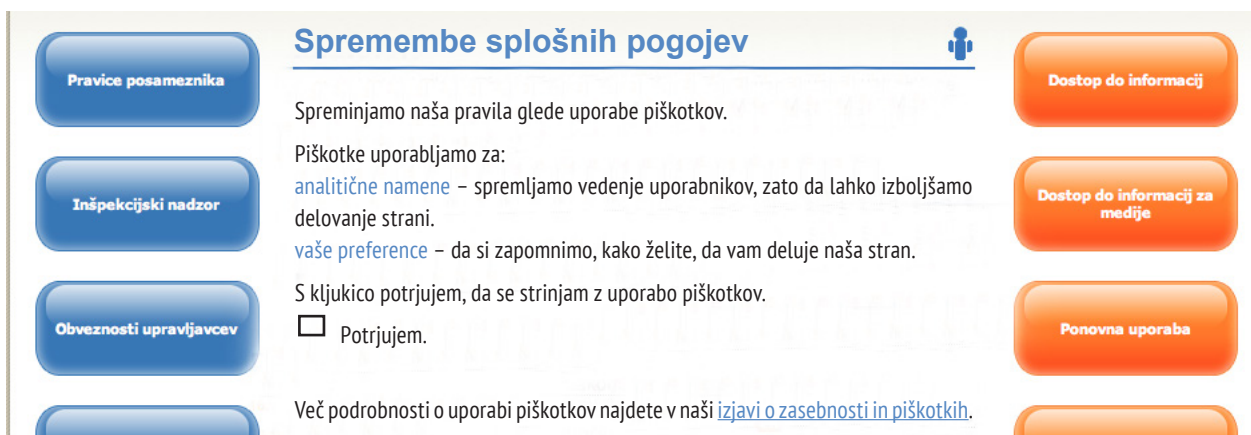 Pravice posameznika
Inšpekcijski nadzor
Obveznosti upravljavcev
Spremembe splošnih pogojev
Spreminjamo naša pravila glede uporabe piškotkov.
Piškotke uporabljamo za:
analitične namene – spremljamo vedenje uporabnikov, zato da lahko izboljšamo
delovanje strani.
vaše preference – da si zapomnimo, kako želite, da vam deluje naša stran.
S kljukico potrjujem, da se strinjam z uporabo piškotkov.
Potrjujem.
Več podrobnosti o uporabi piškotkov najdete v naši izjavi o zasebnosti in piškotkih.
Dostop do informacij
Dostop do informacij za
medije
Ponovna uporaba